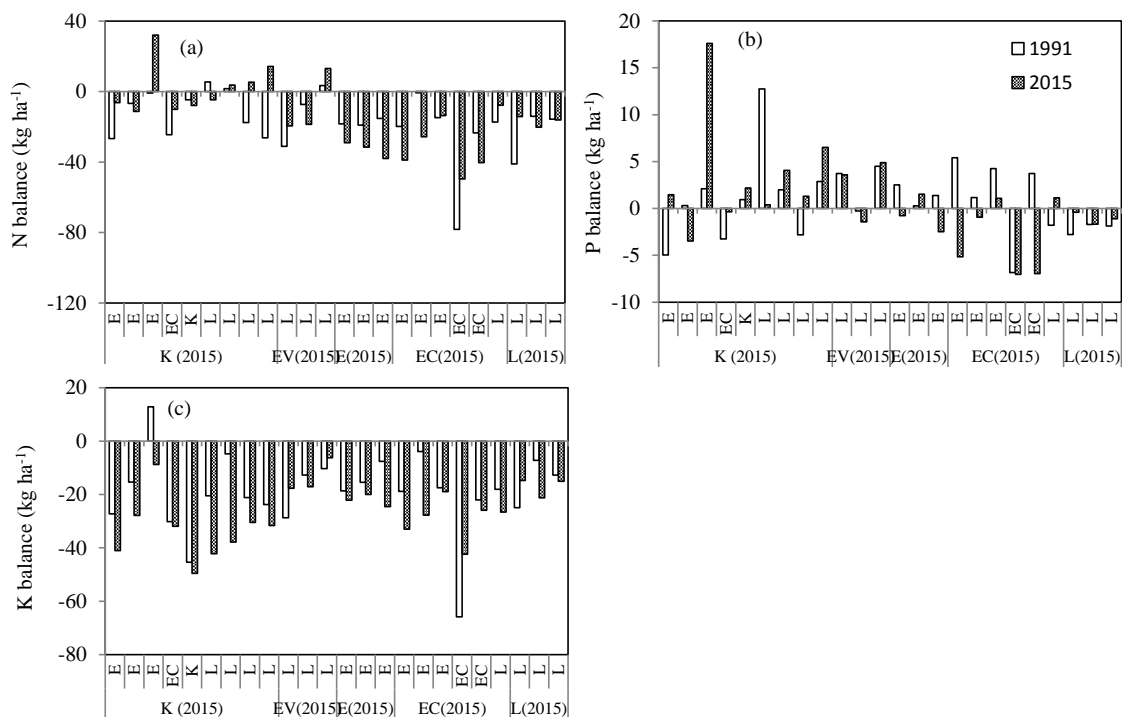 (a)
N balance (kg ha-1)
40
0
-40
-80
-120
E E E EC K L L L L L L L E E E E E E EC EC L L L L
K (2015) EV(2015) E(2015) EC(2015) L(2015)
(b)
1991
2015
P balance (kg ha-1)
20
15
10
5
0
-5
-10
E E E EC K L L L L L L L E E E E E E EC EC L L L L
K (2015) EV(2015) E(2015) EC(2015) L(2015)
(c)
K balance (kg ha-1)
20
0
-20
-40
-60
-80
E E E EC K L L L L L L L E E E E E E EC EC L L L L
K (2015) EV(2015) E(2015) EC(2015) L(2015)